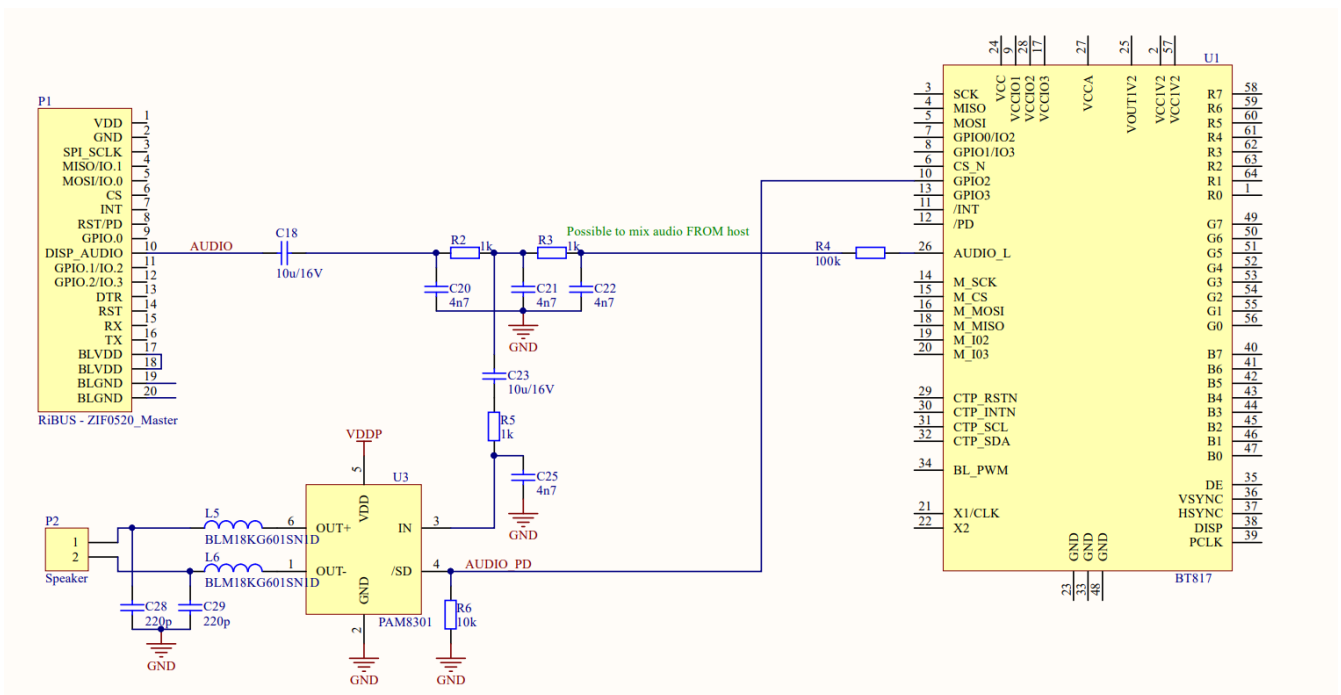 P1
VDD 1
GND 2
SPI_SCLK 3
MISO/IO.1 4
MOSI/IO.0 5
CS 6
INT 7
RST/PD 8
GPIO.0 9
DISP_AUDIO 10
GPIO.1/IO.2 11
GPIO.2/IO.3 12
DTR 13
RST 14
RX 15
TX 16
BLVDD 17
BLVDD 18
BLGND 19
BLGND 20
RiBUS - ZIF0520_Master
AUDIO
C18
10u/16V
R2
1k
R3
1k
Possible to mix audio FROM host
C20
4n7
C21
4n7
C22
4n7
GND
C23
10u/16V
R5
1k
C25
4n7
GND
R4
100k
VDDP
5
U3
VDD
OUT+
OUT-
IN
/SD
GND
6
1
3
4
2
PAM8301
GND
AUDIO_PD
R6
10k
GND
P2
1
2
Speaker
L5
BLM18KG601SN1D
L6
BLM18KG601SN1D
C28
220p
C29
220p
GND
U1
24 VCC
9 VCCIO1
28 VCCIO2
17 VCCIO3
27 VCCA
25 VOUT1V2
2 VCC1V2
57 VCC1V2
3 SCK
4 MISO
5 MOSI
7 GPIO0/IO2
8 GPIO1/IO3
6 CS_N
10 GPIO2
13 GPIO3
11 /INT
12 /PD
26 AUDIO_L
14 M_SCK
15 M_CS
16 M_MOSI
18 M_MISO
19 M_I02
20 M_I03
29 CTP_RSTN
30 CTP_INTN
31 CTP_SCL
32 CTP_SDA
34 BL_PWM
21 X1/CLK
22 X2
R7 58
R6 59
R5 60
R4 61
R3 62
R2 63
R1 64
R0 1
G7 49
G6 50
G5 51
G4 52
G3 53
G2 54
G1 55
G0 56
B7 40
B6 41
B5 42
B4 43
B3 44
B2 45
B1 46
B0 47
DE 35
VSYNC 36
HSYNC 37
DISP 38
PCLK 39
GND 23
GND 33
GND 48
BT817